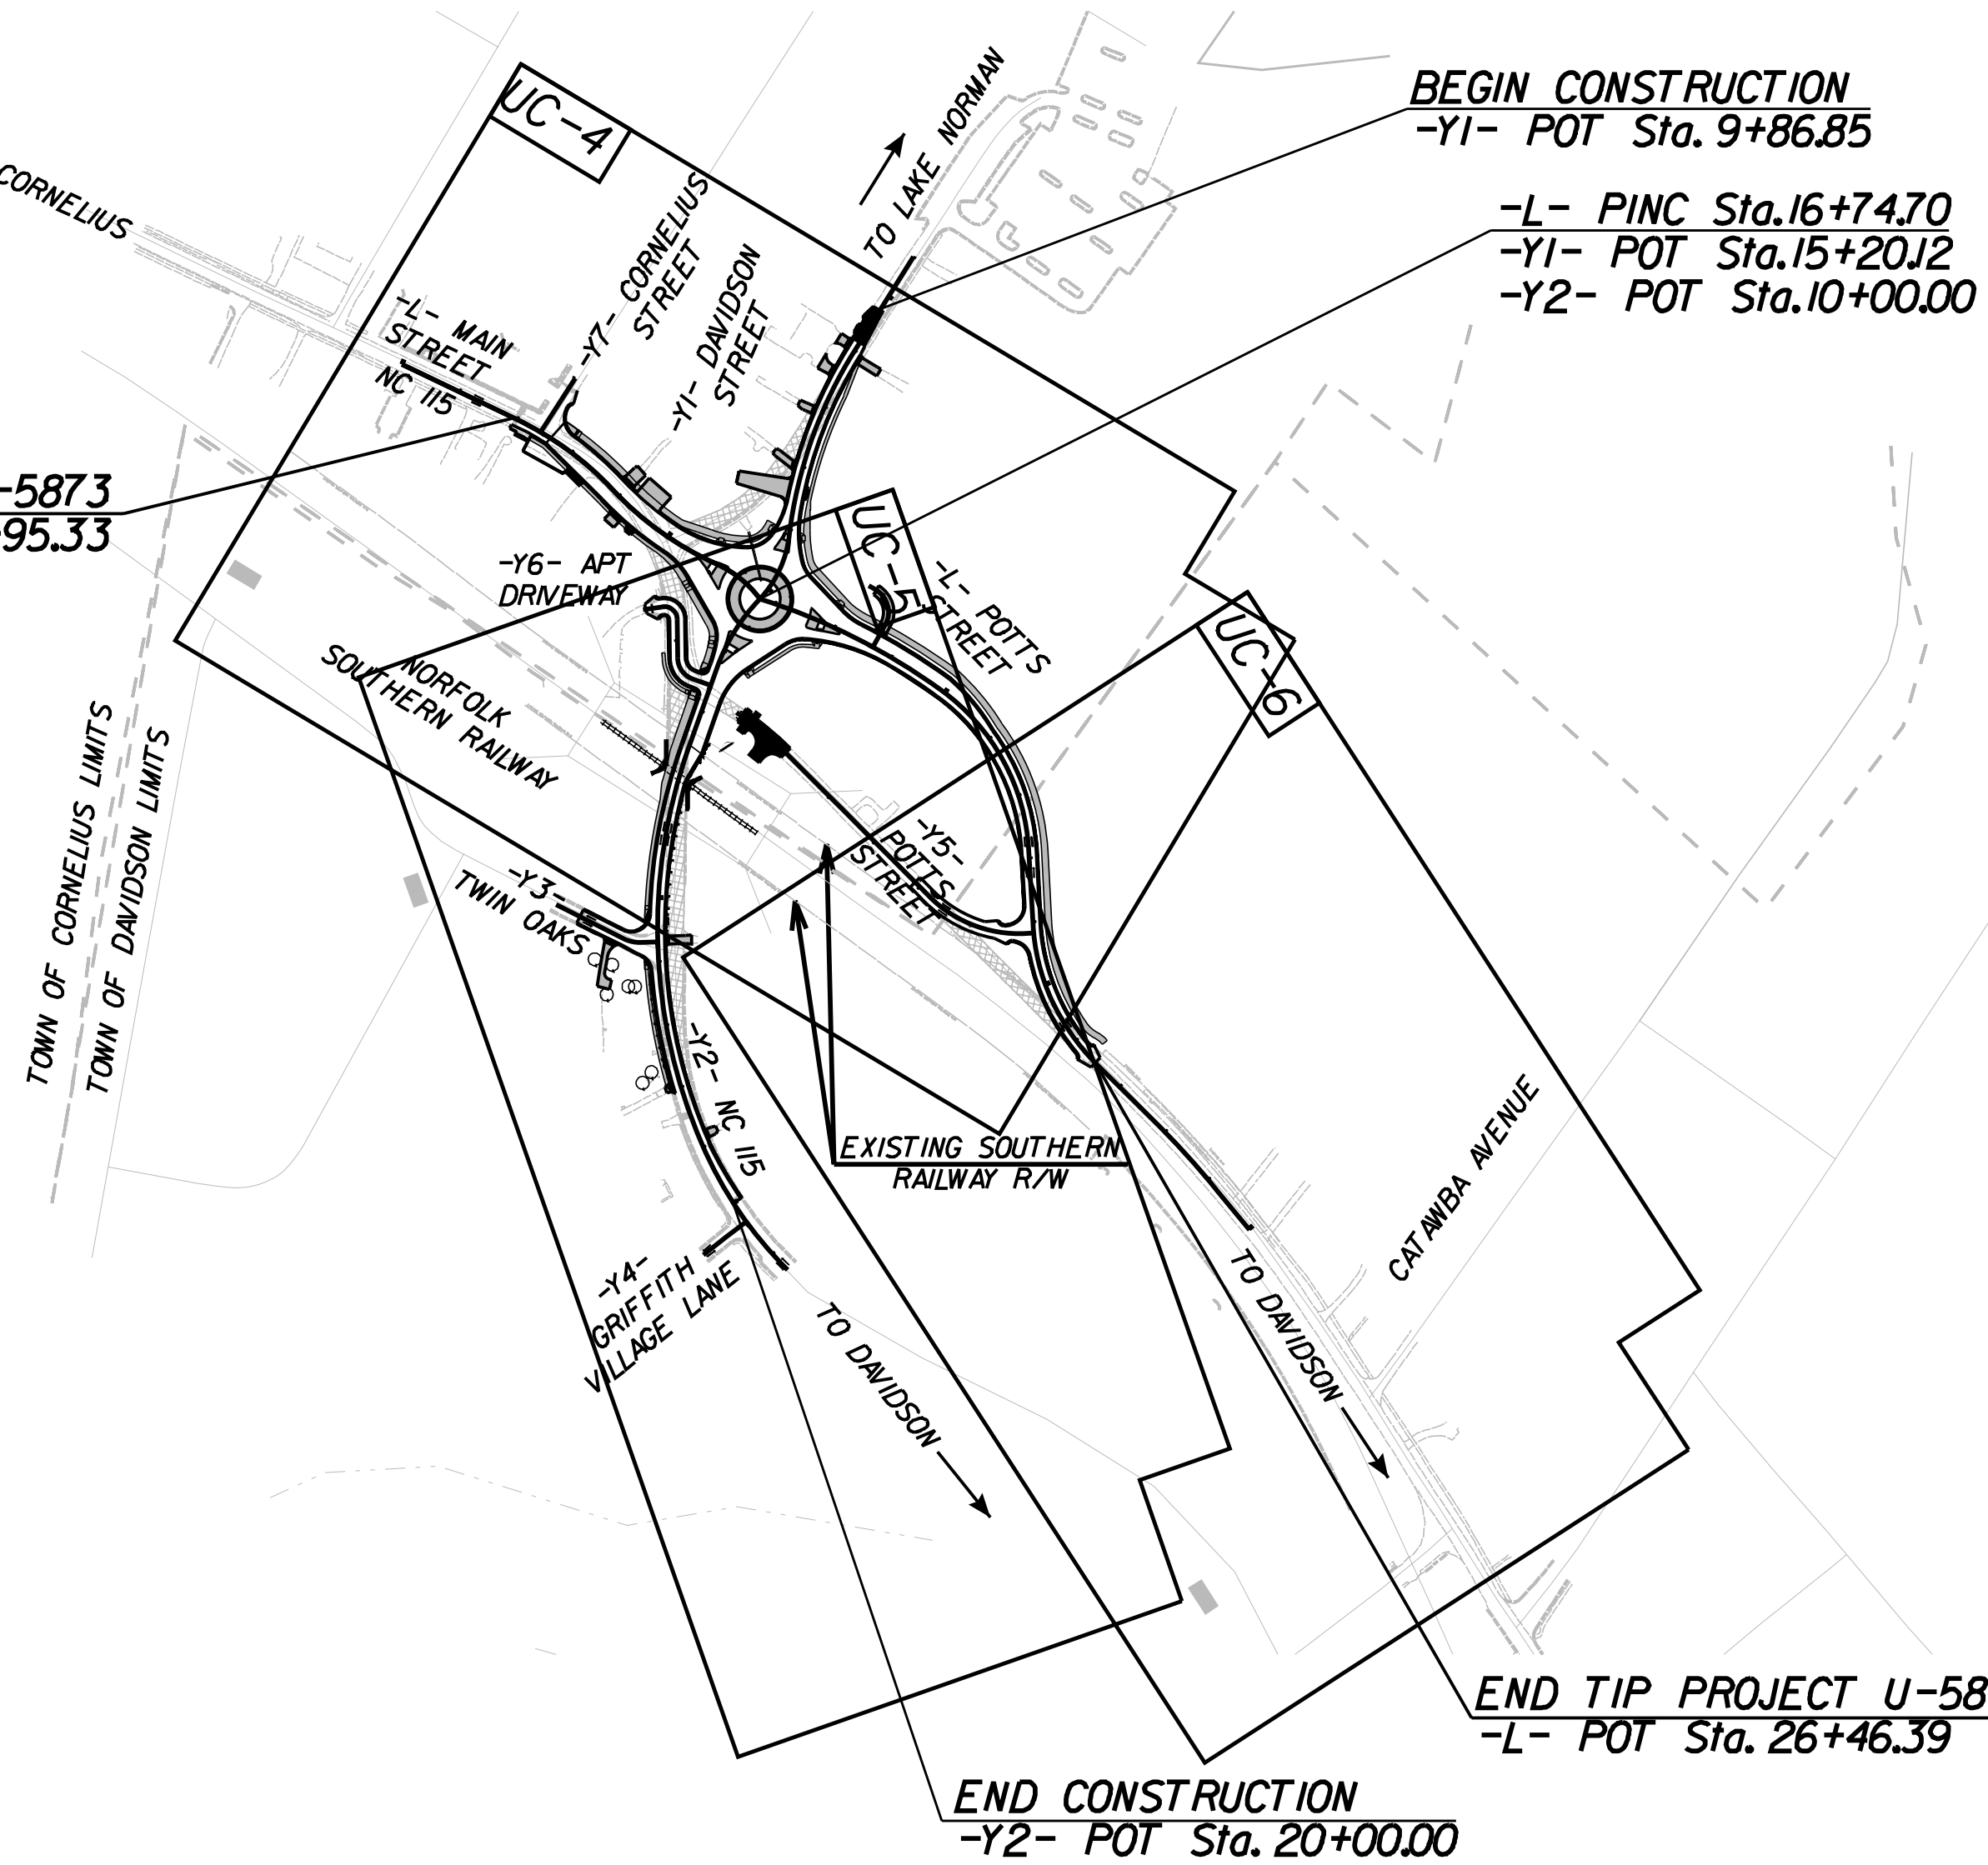 BEGIN CONSTRUCTION
-Y1- POT Sta. 9+86.85
-L- PINC Sta. 16+74.70
-Y1- POT Sta. 15+20.12
-Y2- POT Sta. 10+00.00
UC-4
CORNELIUS
TO LAKE NORMAN
-Y7- CORNELIUS
STREET
-Y1- DAVIDSON
STREET
-L- MAIN
STREET
NC 115
-5873
+95.33
-Y6- APT
DRIVEWAY
UC-5
-L- POTTS
STREET
UC-6
NORFOLK
SOUTHERN RAILWAY
TOWN OF CORNELIUS LIMITS
TOWN OF DAVIDSON LIMITS
-Y5-
POTTS
STREET
-Y3-
TWIN OAKS
-Y2- NC 115
EXISTING SOUTHERN
RAILWAY R/W
CATAWBA AVENUE
-Y4-
GRIFFITH
VILLAGE LANE
TO DAVIDSON
TO DAVIDSON
END TIP PROJECT U-58
-L- POT Sta. 26+46.39
END CONSTRUCTION
-Y2- POT Sta. 20+00.00